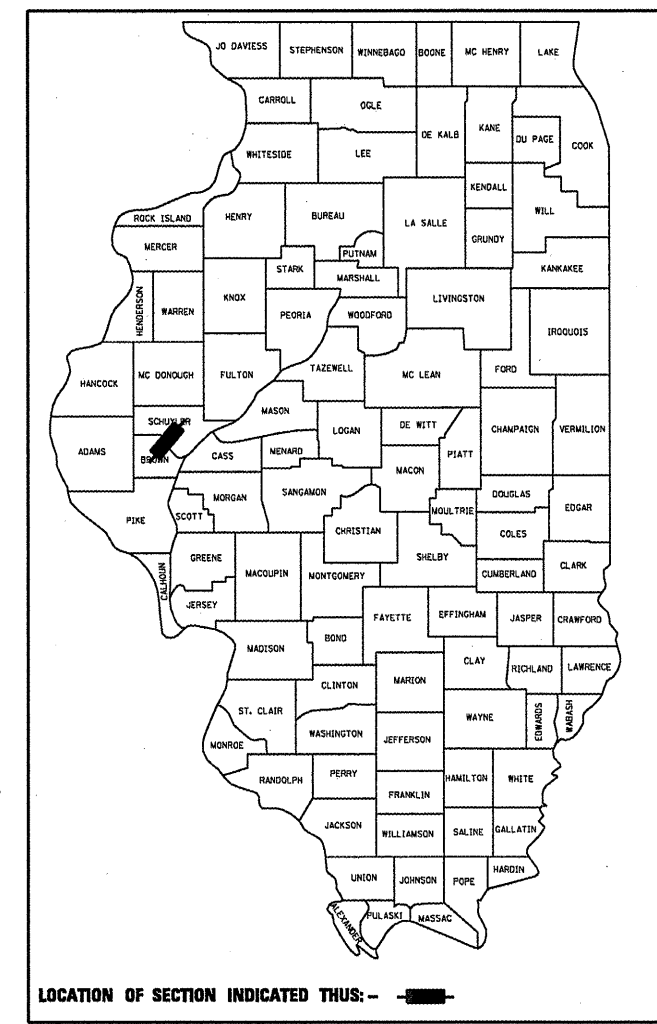 JO DAVIESS STEPHENSON WINNEBAGO BOONE MC HENRY LAKE
CARROLL OGLE DE KALB KANE DU PAGE COOK
WHITESIDE LEE
KENDALL WILL
ROCK ISLAND HENRY BUREAU LA SALLE GRUNDY
MERCER PUTNAM KANKAKEE
STARK MARSHALL
HENDERSON WARREN KNOX PEORIA WOODFORD LIVINGSTON IROQUOIS
HANCOCK MC DONOUGH FULTON TAZEWELL MC LEAN FORD
SCHUYLER MASON LOGAN DE WITT PIATT CHAMPAIGN VERMILION
ADAMS BROWN CASS MENARD MACON
MORGAN SANGAMON DOUGLAS EDGAR
PIKE SCOTT CHRISTIAN MOULTRIE COLES
GREENE MACOUPIN MONTGOMERY SHELBY CUMBERLAND CLARK
CALHOUN JERSEY FAYETTE EFFINGHAM JASPER CRAWFORD
MADISON BOND CLAY RICHLAND LAWRENCE
CLINTON MARION
ST. CLAIR WAYNE EDWARDS WABASH
MONROE WASHINGTON JEFFERSON
RANDOLPH PERRY HAMILTON WHITE
FRANKLIN
JACKSON WILLIAMSON SALINE GALLATIN
UNION JOHNSON POPE HARDIN
ALEXANDER PULASKI MASSAC
LOCATION OF SECTION INDICATED THUS: -